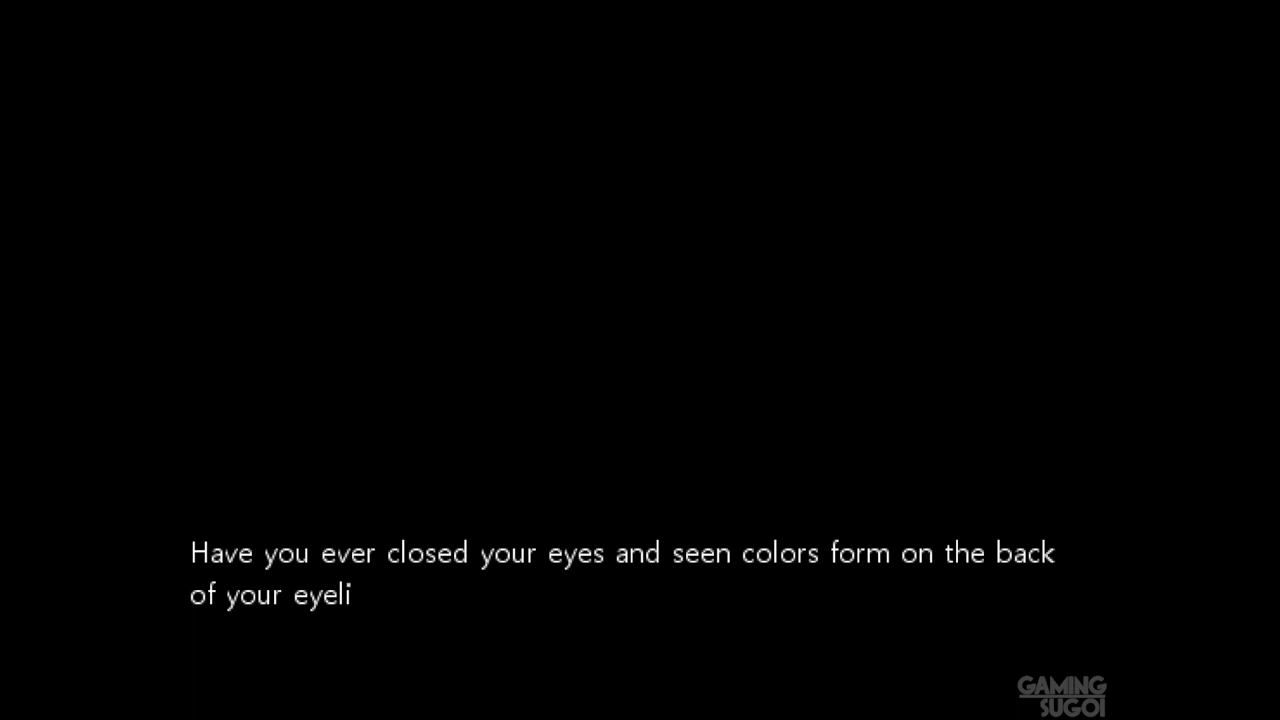 Have you ever closed your eyes and seen colors form on the back
of your eyeli
GAMING
SUGOI